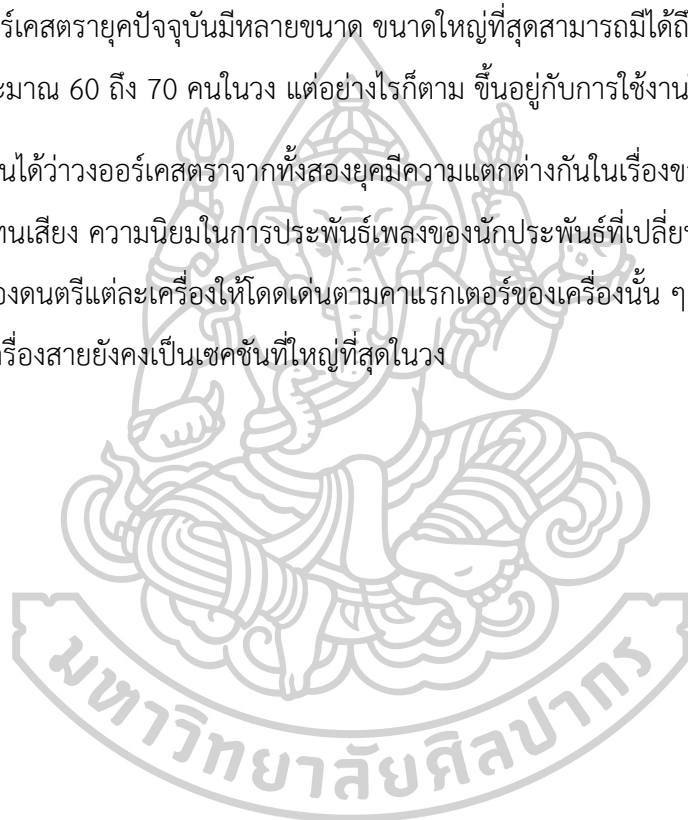 ร์เคสตรายุคปัจจุบันมีหลายขนาด ขนาดใหญ่ที่สุดสามารถมีได้ถึ
ะมาณ 60 ถึง 70 คนในวง แต่อย่างไรก็ตาม ขึ้นอยู่กับการใช้งาน
นได้ว่าวงออร์เคสตราจากทั้งสองยุคมีความแตกต่างกันในเรื่องข
ทนเสียง ความนิยมในการประพันธ์เพลงของนักประพันธ์ที่เปลี่ย
องดนตรีแต่ละเครื่องให้โดดเด่นตามคาแรกเตอร์ของเครื่องนั้น ๆ
ครื่องสายยังคงเป็นเซคชันที่ใหญ่ที่สุดในวง
มหาวิทยาลัยศิลปากร